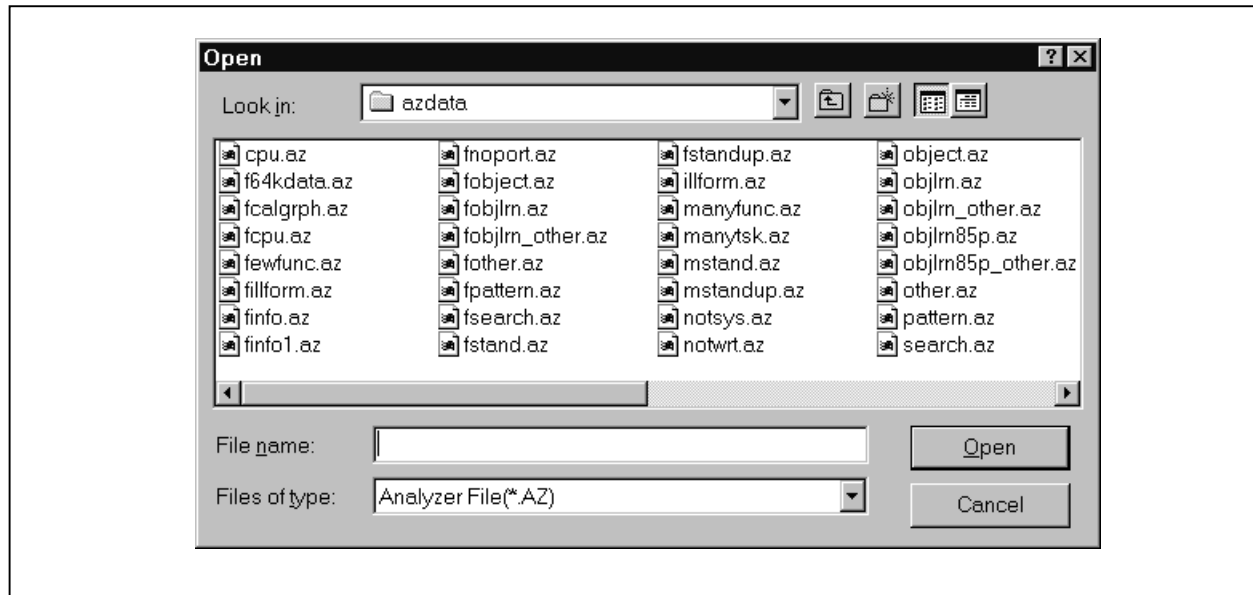 Open
Look in: azdata
cpu.az fnoport.az fstandup.az object.az
f64kdata.az fobject.az illform.az objlrn.az
fcalgrph.az fobjlrn.az manyfunc.az objlrn_other.az
fcpu.az fobjlrn_other.az manytsk.az objlrn85p.az
fewfunc.az fother.az mstand.az objlrn85p_other.az
fillform.az fpattern.az mstandup.az other.az
finfo.az fsearch.az notsys.az pattern.az
finfo1.az fstand.az notwrt.az search.az
File name: Open
Files of type: Analyzer File(*.AZ) Cancel